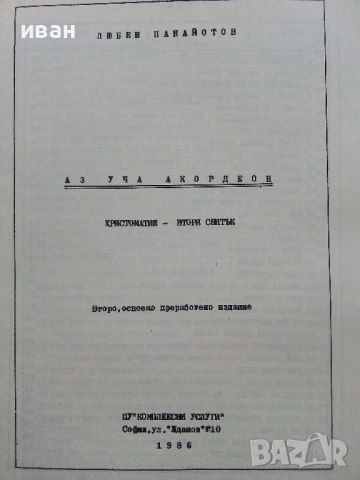 иван
ЛЮБЕН ПАНАЙОТОВ
АЗ УЧА АКОРДЕОН
ХРИСТОМАТИЯ - ВТОРИ СВИТЪК
Второ, основно преработено издание
ПУ"КОМПЛЕКСНИ УСЛУГИ"
София, ул."Жданов"№10
1986
BAZAR